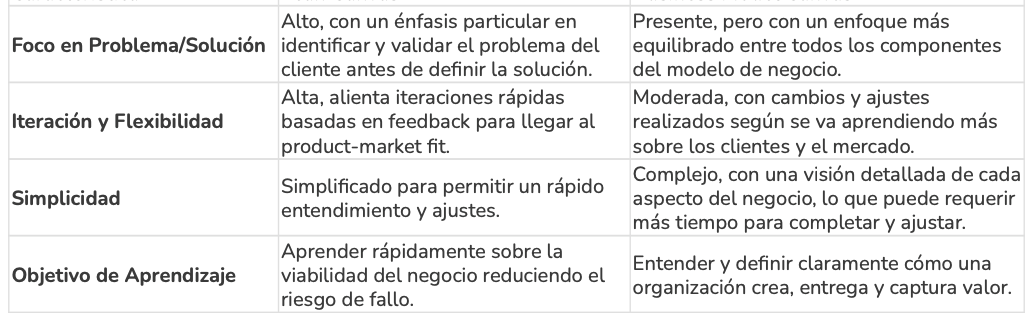 Foco en Problema/Solución
Alto, con un énfasis particular en
identificar y validar el problema del
cliente antes de definir la solución.
Presente, pero con un enfoque más
equilibrado entre todos los componentes
del modelo de negocio.
Iteración y Flexibilidad
Alta, alienta iteraciones rápidas
basadas en feedback para llegar al
product-market fit.
Moderada, con cambios y ajustes
realizados según se va aprendiendo más
sobre los clientes y el mercado.
Simplicidad
Simplificado para permitir un rápido
entendimiento y ajustes.
Complejo, con una visión detallada de cada
aspecto del negocio, lo que puede requerir
más tiempo para completar y ajustar.
Objetivo de Aprendizaje
Aprender rápidamente sobre la
viabilidad del negocio reduciendo el
riesgo de fallo.
Entender y definir claramente cómo una
organización crea, entrega y captura valor.